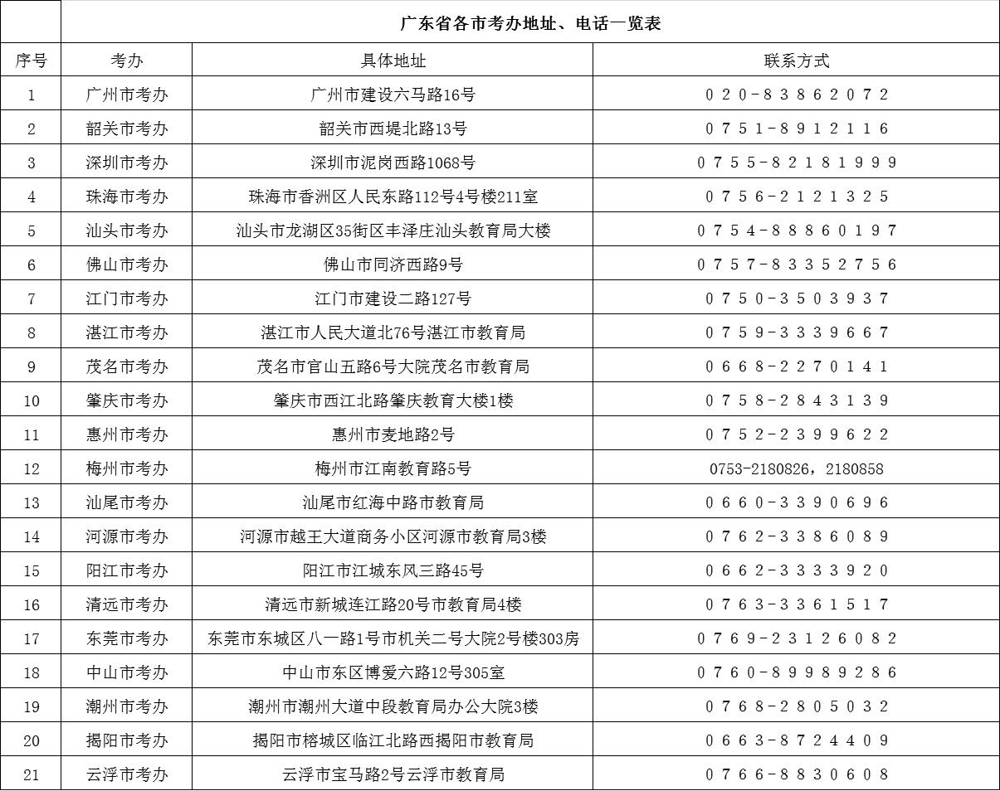 广东省各市考办地址、电话一览表
序号 考办 具体地址 联系方式
1 广州市考办 广州市建设六马路16号 020-83862072
2 韶关市考办 韶关市西堤北路13号 0751-8912116
3 深圳市考办 深圳市泥岗西路1068号 0755-82181999
4 珠海市考办 珠海市香洲区人民东路112号4号楼211室 0756-2121325
5 汕头市考办 汕头市龙湖区35街区丰泽庄汕头教育局大楼 0754-88860197
6 佛山市考办 佛山市同济西路9号 0757-83352756
7 江门市考办 江门市建设二路127号 0750-3503937
8 湛江市考办 湛江市人民大道北76号湛江市教育局 0759-3339667
9 茂名市考办 茂名市官山五路6号大院茂名市教育局 0668-2270141
10 肇庆市考办 肇庆市西江北路肇庆教育大楼1楼 0758-2843139
11 惠州市考办 惠州市麦地路2号 0752-2399622
12 梅州市考办 梅州市江南教育路5号 0753-2180826，2180858
13 汕尾市考办 汕尾市红海中路市教育局 0660-3390696
14 河源市考办 河源市越王大道商务小区河源市教育局3楼 0762-3386089
15 阳江市考办 阳江市江城东风三路45号 0662-3333920
16 清远市考办 清远市新城连江路20号市教育局4楼 0763-3361517
17 东莞市考办 东莞市东城区八一路1号市机关二号大院2号楼303房 0769-23126082
18 中山市考办 中山市东区博爱六路12号305室 0760-89989286
19 潮州市考办 潮州市潮州大道中段教育局办公大院3楼 0768-2805032
20 揭阳市考办 揭阳市榕城区临江北路西揭阳市教育局 0663-8724409
21 云浮市考办 云浮市宝马路2号云浮市教育局 0766-8830608